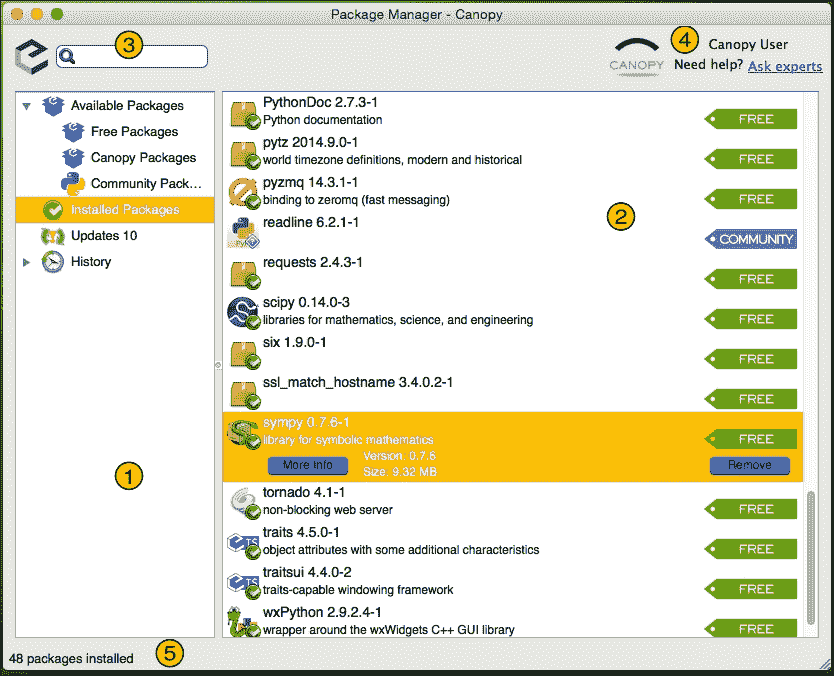 Package Manager - Canopy
3
4
Canopy User
CANOPY
Need help? Ask experts
Available Packages
Free Packages
Canopy Packages
Community Pack...
Installed Packages
Updates 10
History
1
PythonDoc 2.7.3-1
Python documentation
FREE
pytz 2014.9.0-1
world timezone definitions, modern and historical
FREE
pyzmq 14.3.1-1
binding to zeromq (fast messaging)
FREE
2
readline 6.2.1-1
COMMUNITY
requests 2.4.3-1
FREE
scipy 0.14.0-3
libraries for mathematics, science, and engineering
FREE
six 1.9.0-1
FREE
ssl_match_hostname 3.4.0.2-1
FREE
sympy 0.7.6-1
library for symbolic mathematics
FREE
More Info
Version: 0.7.6
Size: 9.32 MB
Remove
tornado 4.1-1
non-blocking web server
FREE
traits 4.5.0-1
object attributes with some additional characteristics
FREE
traitsui 4.4.0-2
traits-capable windowing framework
FREE
wxPython 2.9.2.4-1
wrapper around the wxWidgets C++ GUI library
FREE
48 packages installed
5